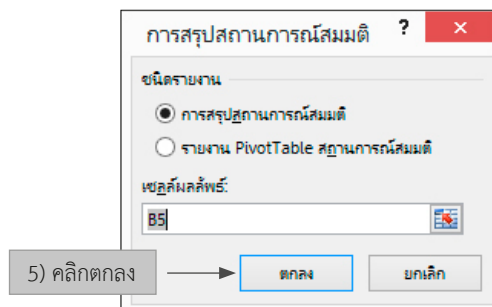 การสรุปสถานการณ์สมมติ ? ×
ชนิดรายงาน
การสรุปสถานการณ์สมมติ
รายงาน PivotTable สถานการณ์สมมติ
เซลล์ผลลัพธ์:
B5
5) คลิกตกลง
ตกลง ยกเลิก